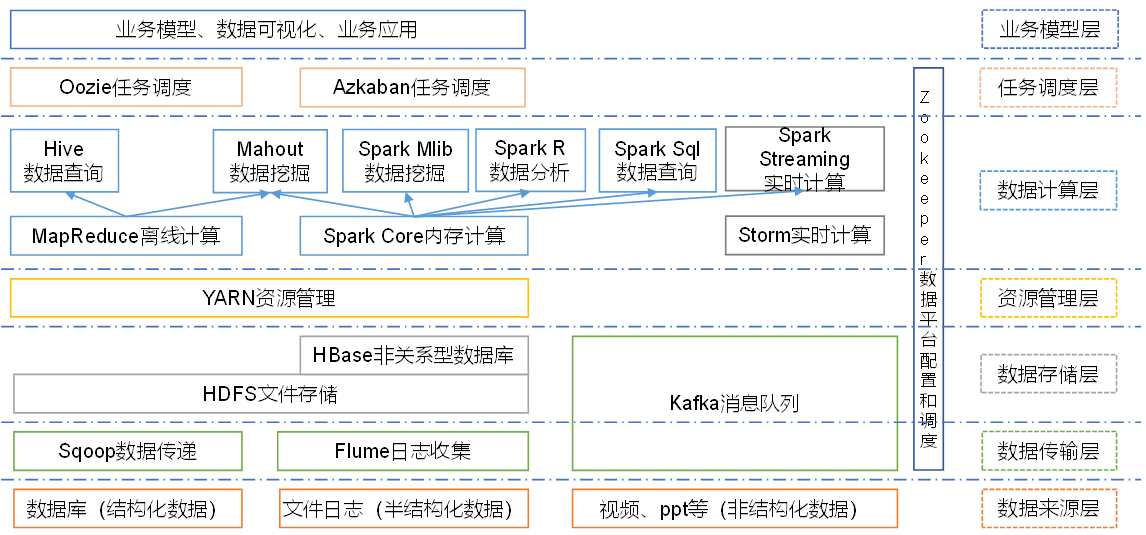 业务模型、数据可视化、业务应用
业务模型层
Oozie任务调度
Azkaban任务调度
任务调度层
Hive
数据查询
Mahout
数据挖掘
Spark Mlib
数据挖掘
Spark R
数据分析
Spark Sql
数据查询
Spark
Streaming
实时计算
数据计算层
MapReduce离线计算
Spark Core内存计算
Storm实时计算
Zookeeper数据平台配置和调度
YARN资源管理
资源管理层
HBase非关系型数据库
HDFS文件存储
Kafka消息队列
数据存储层
Sqoop数据传递
Flume日志收集
数据传输层
数据库（结构化数据）
文件日志（半结构化数据）
视频、ppt等（非结构化数据）
数据来源层